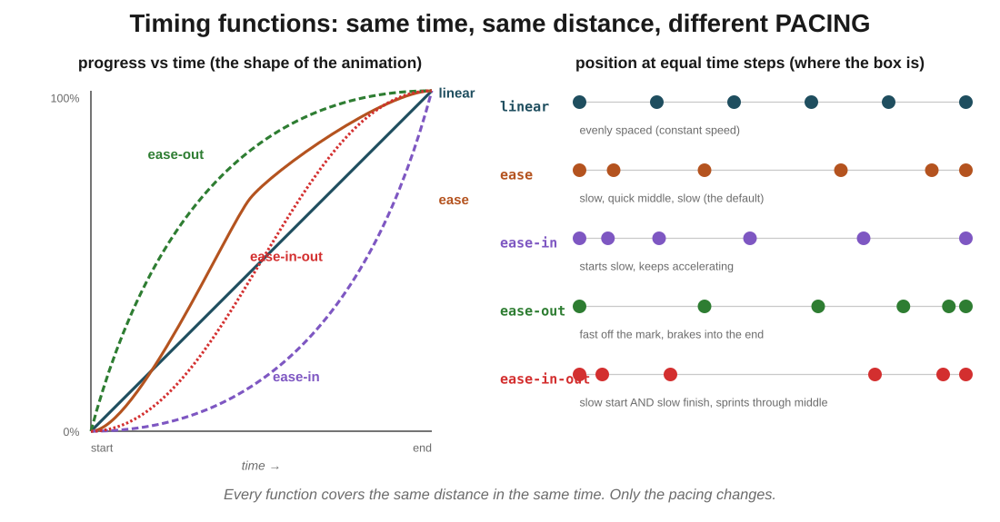 Timing functions: same time, same distance, different PACING
progress vs time (the shape of the animation)
100%
linear
ease-out
ease
ease-in-out
ease-in
0%
start
end
time →
position at equal time steps (where the box is)
linear
evenly spaced (constant speed)
ease
slow, quick middle, slow (the default)
ease-in
starts slow, keeps accelerating
ease-out
fast off the mark, brakes into the end
ease-in-out
slow start AND slow finish, sprints through middle
Every function covers the same distance in the same time. Only the pacing changes.